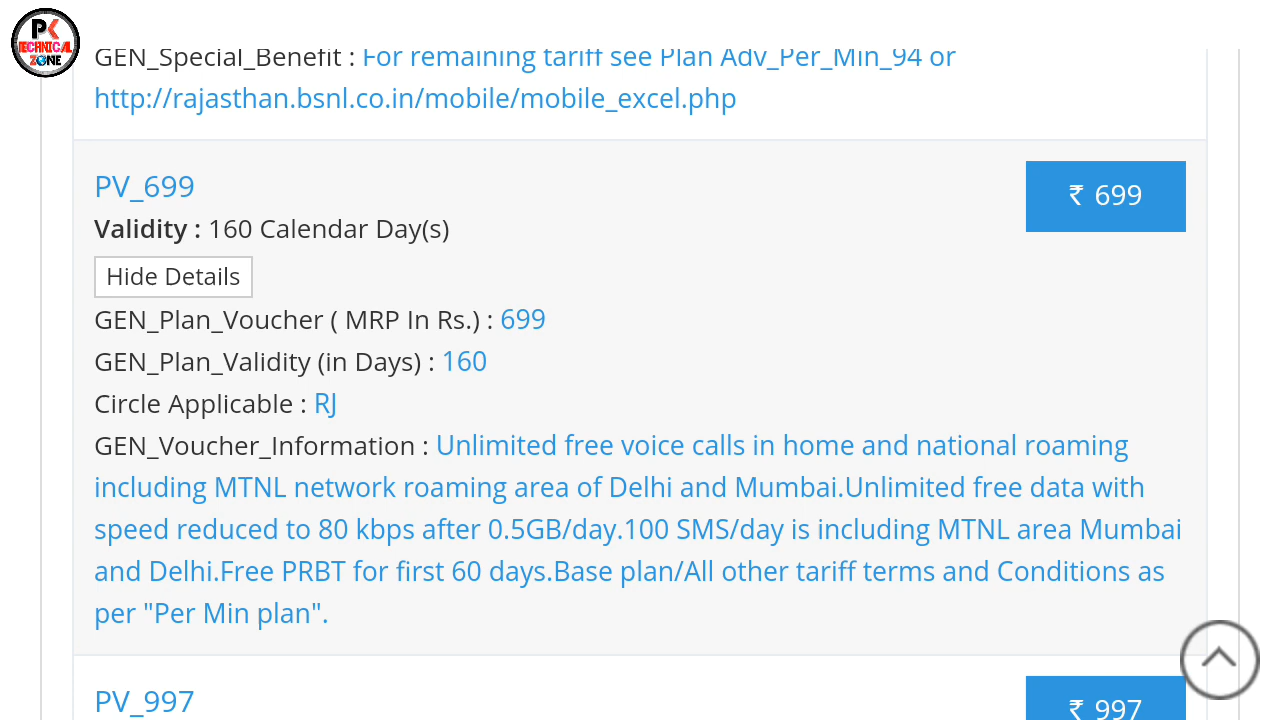 PK
TECHNICAL
ZONE
GEN_Special_Benefit : For remaining tariff see Plan Adv_Per_Min_94 or
http://rajasthan.bsnl.co.in/mobile/mobile_excel.php
PV_699
₹ 699
Validity : 160 Calendar Day(s)
Hide Details
GEN_Plan_Voucher ( MRP In Rs.) : 699
GEN_Plan_Validity (in Days) : 160
Circle Applicable : RJ
GEN_Voucher_Information : Unlimited free voice calls in home and national roaming
including MTNL network roaming area of Delhi and Mumbai.Unlimited free data with
speed reduced to 80 kbps after 0.5GB/day.100 SMS/day is including MTNL area Mumbai
and Delhi.Free PRBT for first 60 days.Base plan/All other tariff terms and Conditions as
per "Per Min plan".
PV_997
₹ 997